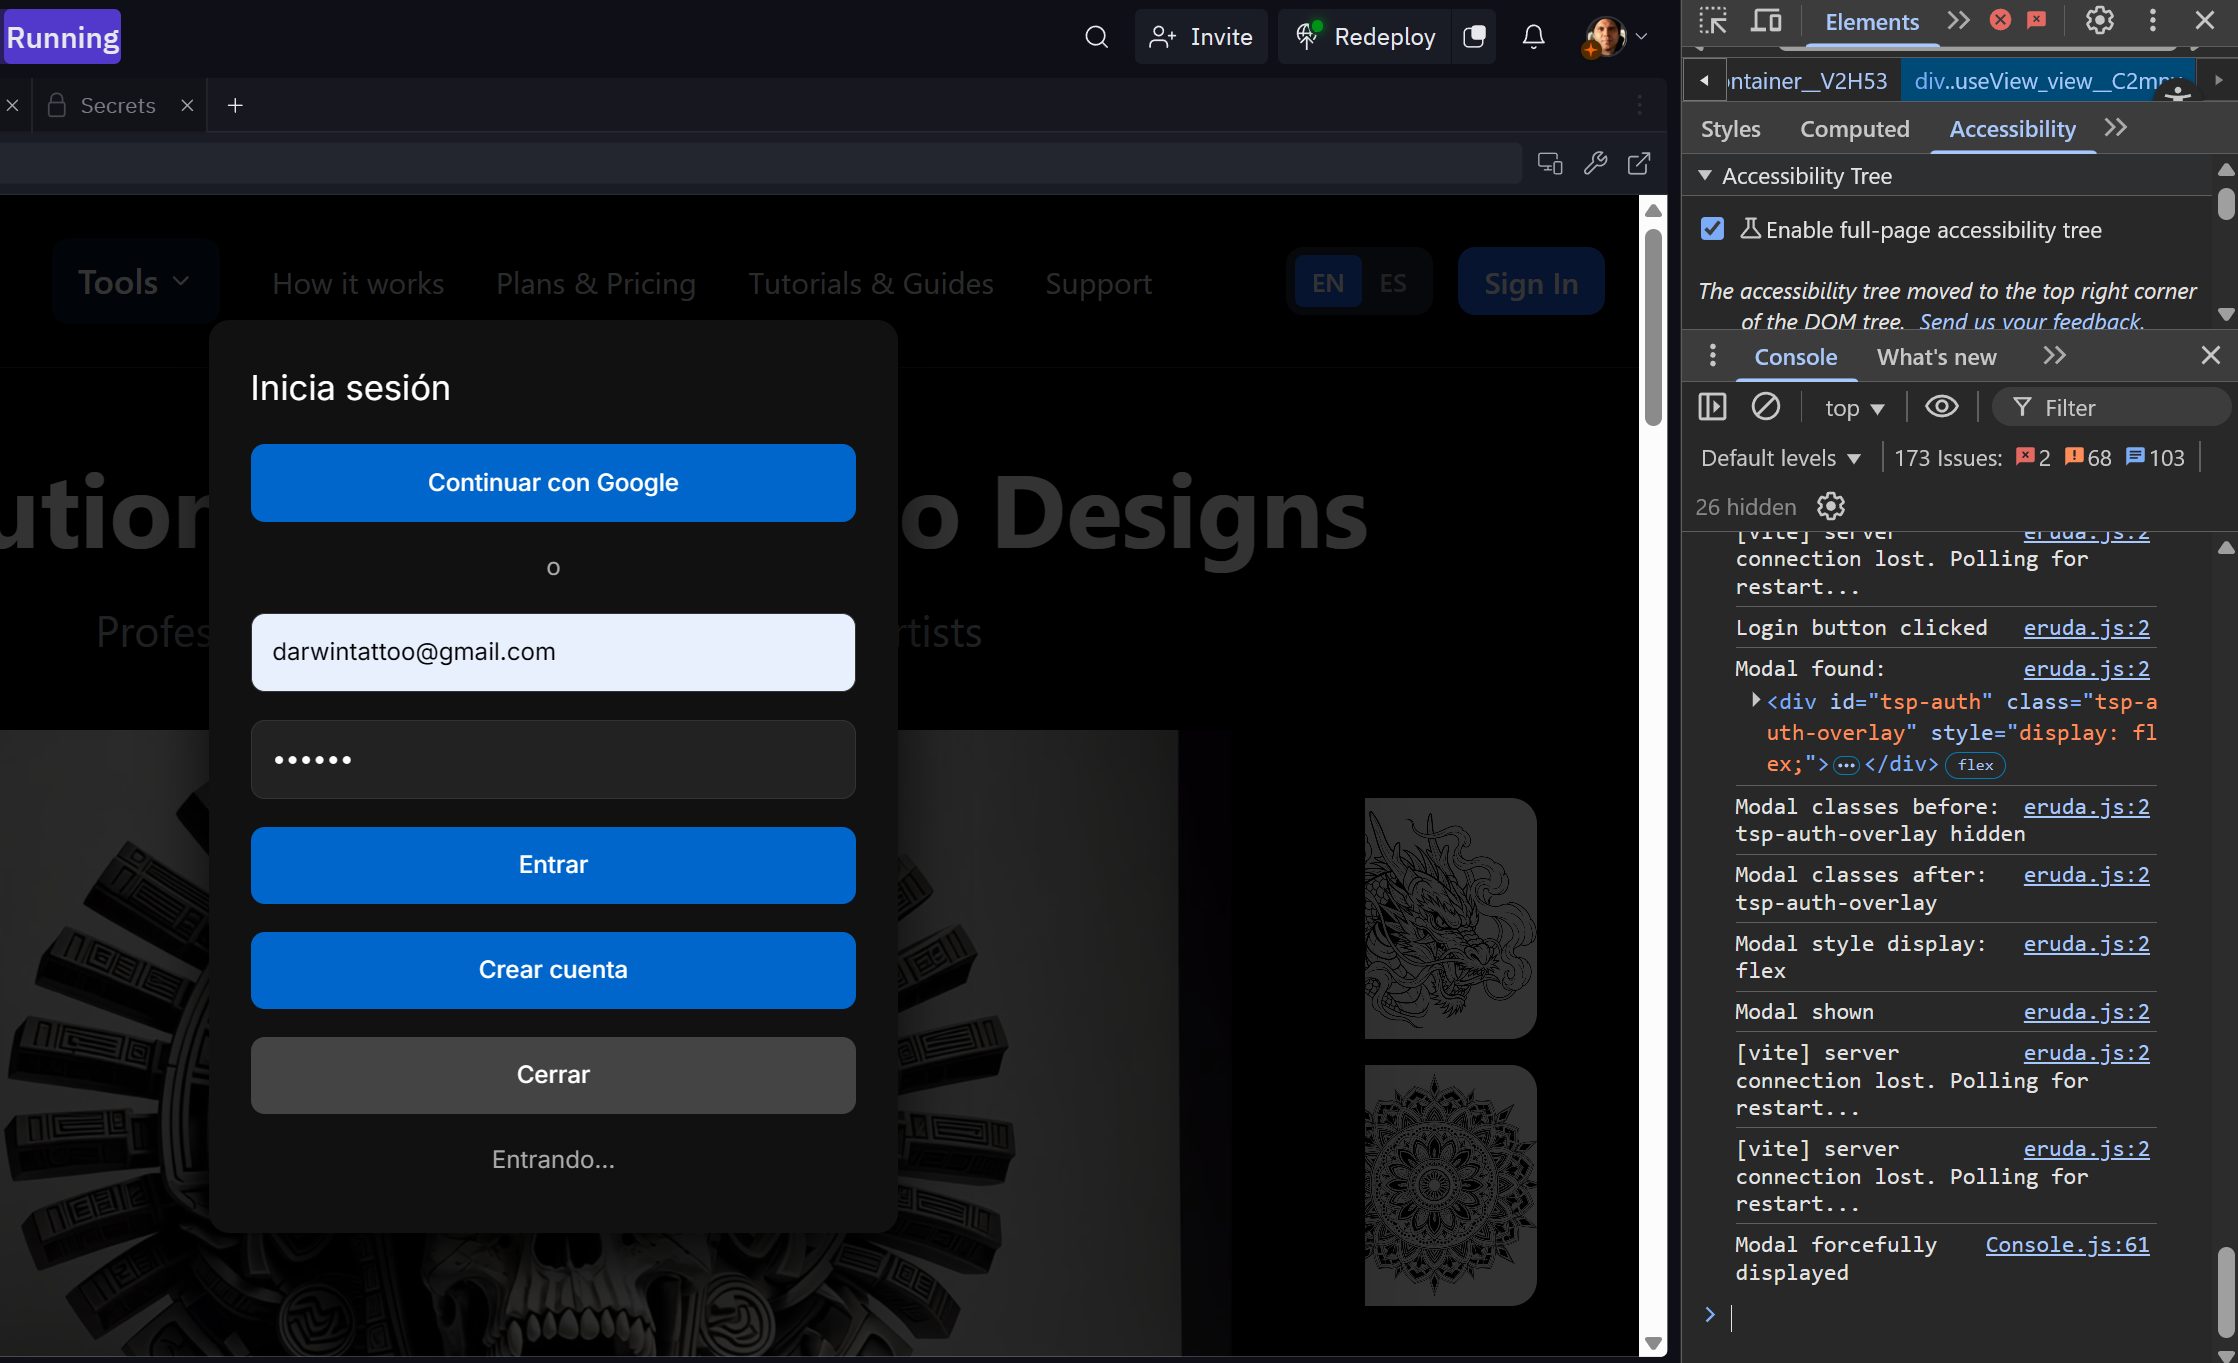 Running
Invite
Redeploy
Secrets
Tools
How it works
Plans & Pricing
Tutorials & Guides
Support
EN
ES
Sign In
Inicia sesión
Continuar con Google
o
darwintattoo@gmail.com
••••••
Entrar
Crear cuenta
Cerrar
Entrando...
ution
o Designs
Profes
rtists
Elements
ntainer__V2H53
div..useView_view__C2m
Styles
Computed
Accessibility
Accessibility Tree
Enable full-page accessibility tree
The accessibility tree moved to the top right corner
of the DOM tree. Send us your feedback.
Console
What's new
top
Filter
Default levels
173 Issues: 2 68 103
26 hidden
[vite] server eruda.js:2
connection lost. Polling for
restart...
Login button clicked eruda.js:2
Modal found: eruda.js:2
<div id="tsp-auth" class="tsp-a
uth-overlay" style="display: fl
ex;">…</div> flex
Modal classes before: eruda.js:2
tsp-auth-overlay hidden
Modal classes after: eruda.js:2
tsp-auth-overlay
Modal style display: eruda.js:2
flex
Modal shown eruda.js:2
[vite] server eruda.js:2
connection lost. Polling for
restart...
[vite] server eruda.js:2
connection lost. Polling for
restart...
Modal forcefully Console.js:61
displayed